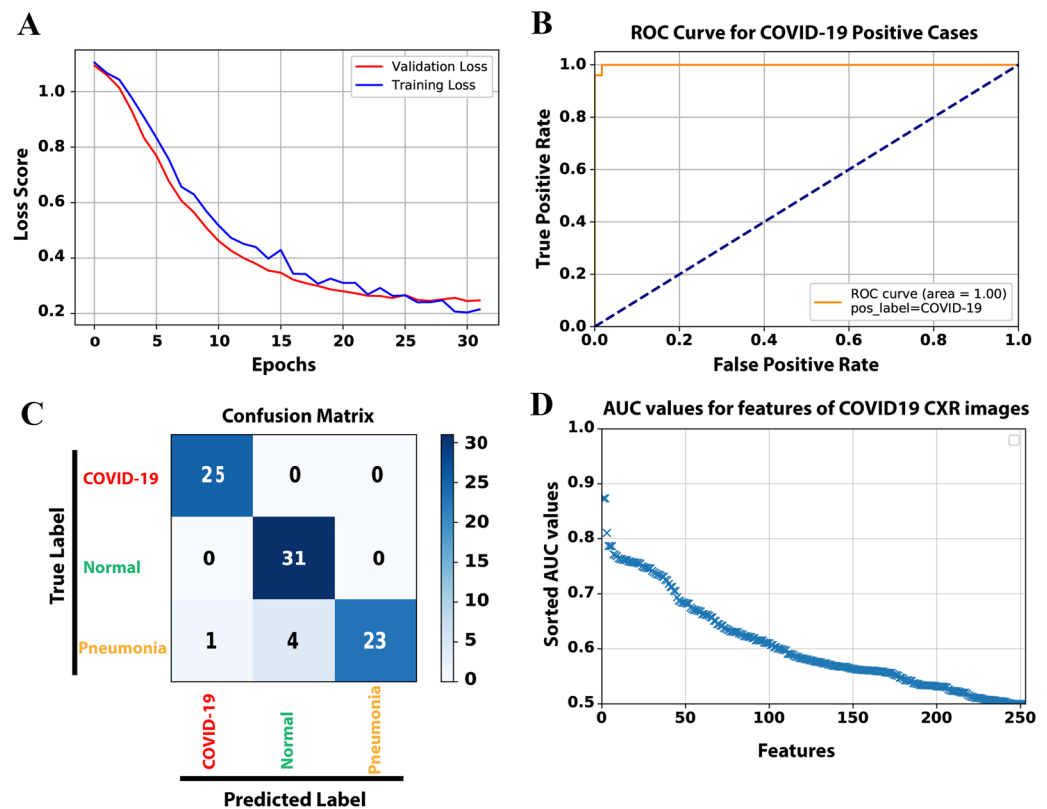 A
Validation Loss
Training Loss
1.0
0.8
0.6
0.4
0.2
Loss Score
0 5 10 15 20 25 30
Epochs
B
ROC Curve for COVID-19 Positive Cases
1.0
0.8
0.6
0.4
0.2
0.0
True Positive Rate
ROC curve (area = 1.00)
pos_label=COVID-19
0.0 0.2 0.4 0.6 0.8 1.0
False Positive Rate
C
Confusion Matrix
True Label
COVID-19 25 0 0
Normal 0 31 0
Pneumonia 1 4 23
30
25
20
15
10
5
0
COVID-19
Normal
Pneumonia
Predicted Label
D
AUC values for features of COVID19 CXR images
1.0
0.9
0.8
0.7
0.6
0.5
Sorted AUC values
0 50 100 150 200 250
Features